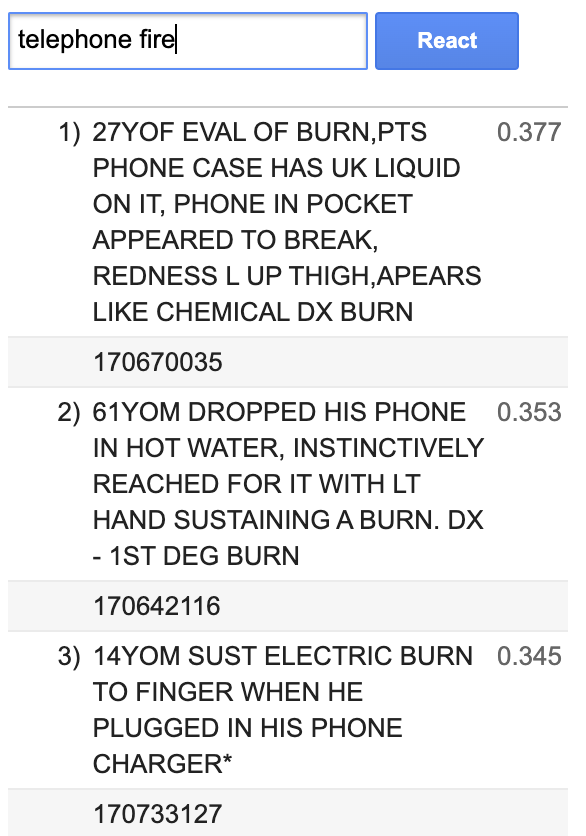 telephone fire
React
1) 27YOF EVAL OF BURN,PTS 0.377
PHONE CASE HAS UK LIQUID
ON IT, PHONE IN POCKET
APPEARED TO BREAK,
REDNESS L UP THIGH,APEARS
LIKE CHEMICAL DX BURN
170670035
2) 61YOM DROPPED HIS PHONE 0.353
IN HOT WATER, INSTINCTIVELY
REACHED FOR IT WITH LT
HAND SUSTAINING A BURN. DX
- 1ST DEG BURN
170642116
3) 14YOM SUST ELECTRIC BURN 0.345
TO FINGER WHEN HE
PLUGGED IN HIS PHONE
CHARGER*
170733127